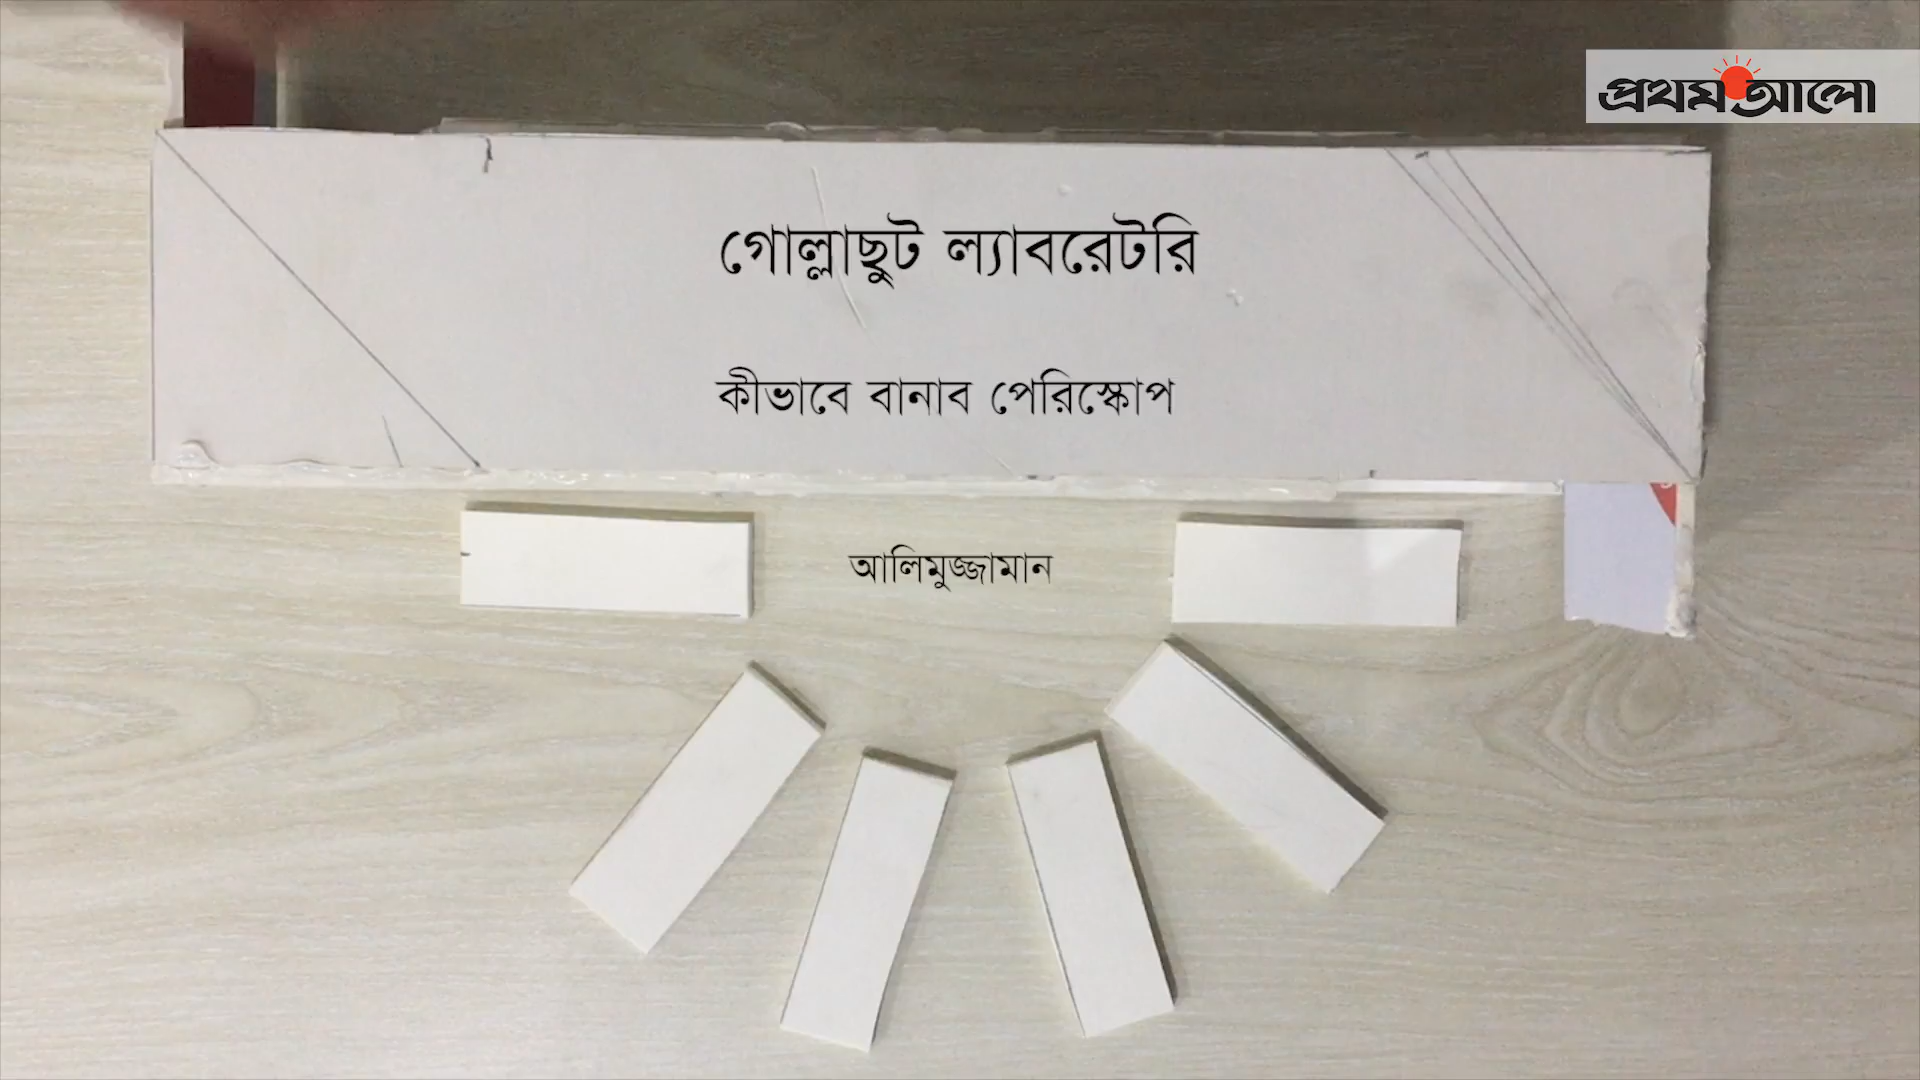 প্রথম আলো
গোল্লাছুট ল্যাবরেটরি
কীভাবে বানাব পেরিস্কোপ
আলিমুজ্জামান